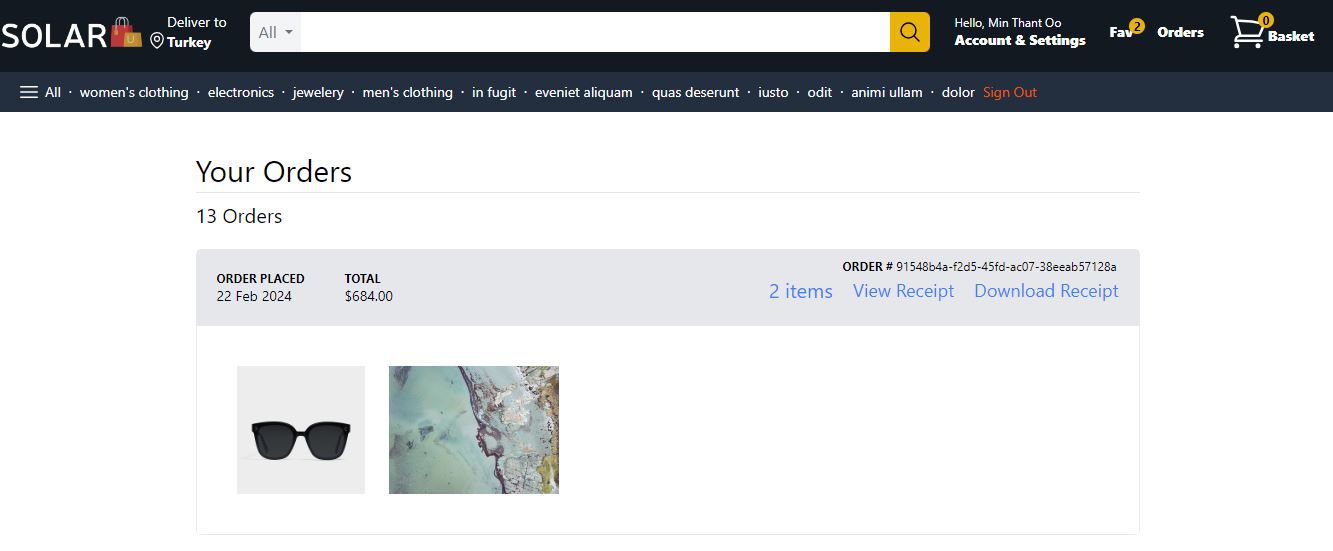 SOLAR
Deliver to
Turkey
All
Hello, Min Thant Oo
Account & Settings
Fav 2
Orders
0
Basket
All · women's clothing · electronics · jewelery · men's clothing · in fugit · eveniet aliquam · quas deserunt · iusto · odit · animi ullam · dolor Sign Out
Your Orders
13 Orders
ORDER PLACED
22 Feb 2024
TOTAL
$684.00
ORDER # 91548b4a-f2d5-45fd-ac07-38eeab57128a
2 items View Receipt Download Receipt